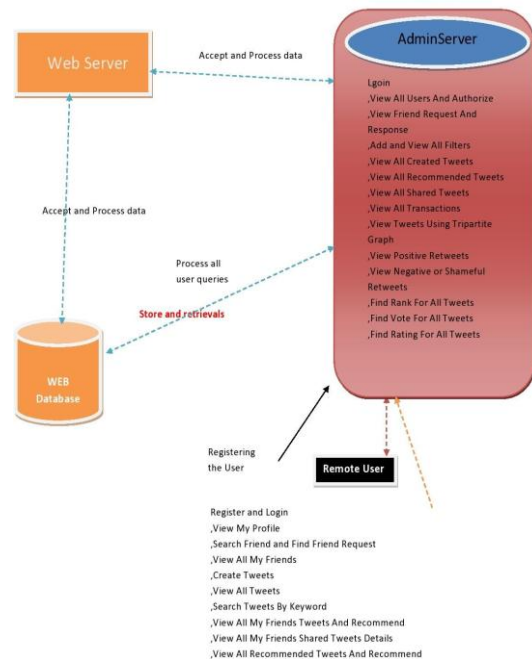 Web Server
Accept and Process data
AdminServer
Lgoin
,View All Users And Authorize
,View Friend Request And
Response
,Add and View All Filters
,View All Created Tweets
,View All Recommended Tweets
,View All Shared Tweets
,View All Transactions
,View Tweets Using Tripartite
Graph
,View Positive Retweets
,View Negative or Shameful
Retweets
,Find Rank For All Tweets
,Find Vote For All Tweets
,Find Rating For All Tweets
Accept and Process data
Process all
user queries
Store and retrievals
WEB
Database
Registering
the User
Remote User
Register and Login
,View My Profile
,Search Friend and Find Friend Request
,View All My Friends
,Create Tweets
,View All Tweets
,Search Tweets By Keyword
,View All My Friends Tweets And Recommend
,View All My Friends Shared Tweets Details
,View All Recommended Tweets And Recommend